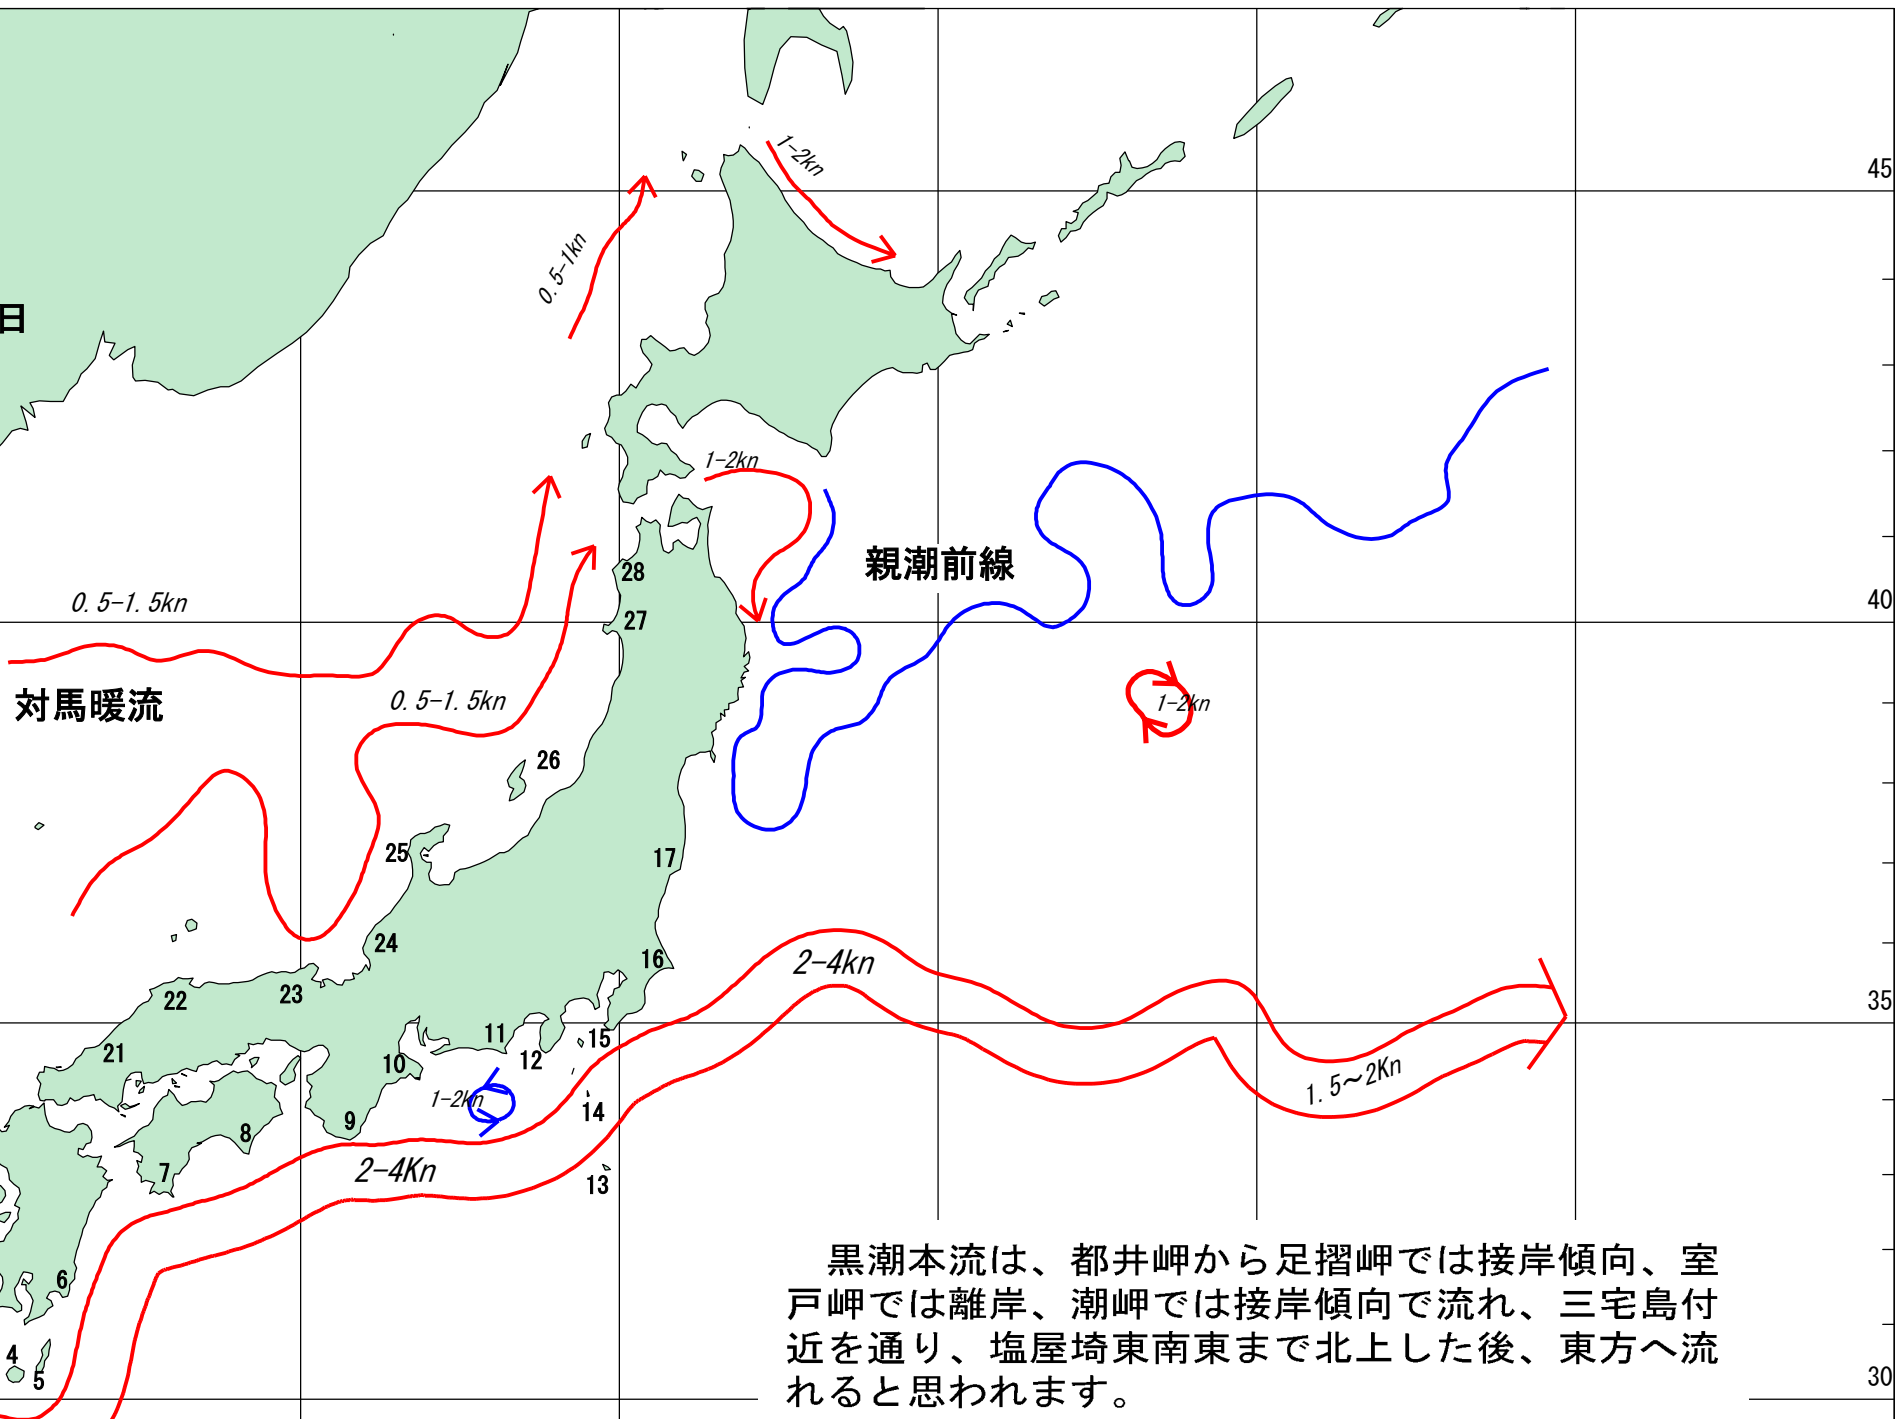 1-2kn
45
0.5-1kn
日
1-2kn
親潮前線
28
0.5-1.5kn
40
27
対馬暖流
0.5-1.5kn
1-2kn
26
25
17
24
16
2-4kn
22
23
35
21
11
15
12
10
1.5～2Kn
1-2kn
14
9
8
7
2-4Kn
13
6
4
5
30
黒潮本流は、都井岬から足摺岬では接岸傾向、室
戸岬では離岸、潮岬では接岸傾向で流れ、三宅島付
近を通り、塩屋埼東南東まで北上した後、東方へ流
れると思われます。